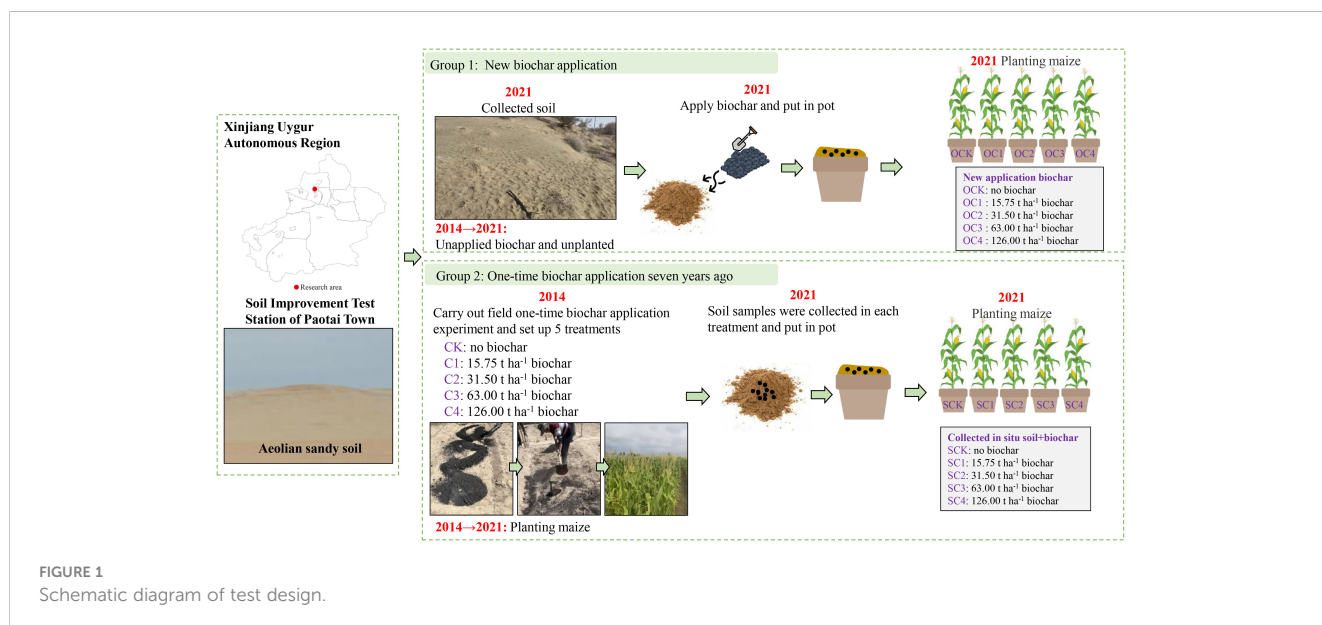 Xinjiang Uygur
Autonomous Region
Research area
Soil Improvement Test
Station of Paotai Town
Aeolian sandy soil
Group 1: New biochar application
2021
Collected soil
2014→2021:
Unapplied biochar and unplanted
2021
Apply biochar and put in pot
2021 Planting maize
OCK OC1 OC2 OC3 OC4
New application biochar
OCK: no biochar
OC1 : 15.75 t ha⁻¹ biochar
OC2 : 31.50 t ha⁻¹ biochar
OC3 : 63.00 t ha⁻¹ biochar
OC4 : 126.00 t ha⁻¹ biochar
Group 2: One-time biochar application seven years ago
2014
Carry out field one-time biochar application
experiment and set up 5 treatments
CK: no biochar
C1: 15.75 t ha⁻¹ biochar
C2: 31.50 t ha⁻¹ biochar
C3: 63.00 t ha⁻¹ biochar
C4: 126.00 t ha⁻¹ biochar
2014→2021: Planting maize
2021
Soil samples were collected in each
treatment and put in pot
2021
Planting maize
SCK SC1 SC2 SC3 SC4
Collected in situ soil+biochar
SCK: no biochar
SC1: 15.75 t ha⁻¹ biochar
SC2: 31.50 t ha⁻¹ biochar
SC3: 63.00 t ha⁻¹ biochar
SC4: 126.00 t ha⁻¹ biochar
FIGURE 1
Schematic diagram of test design.